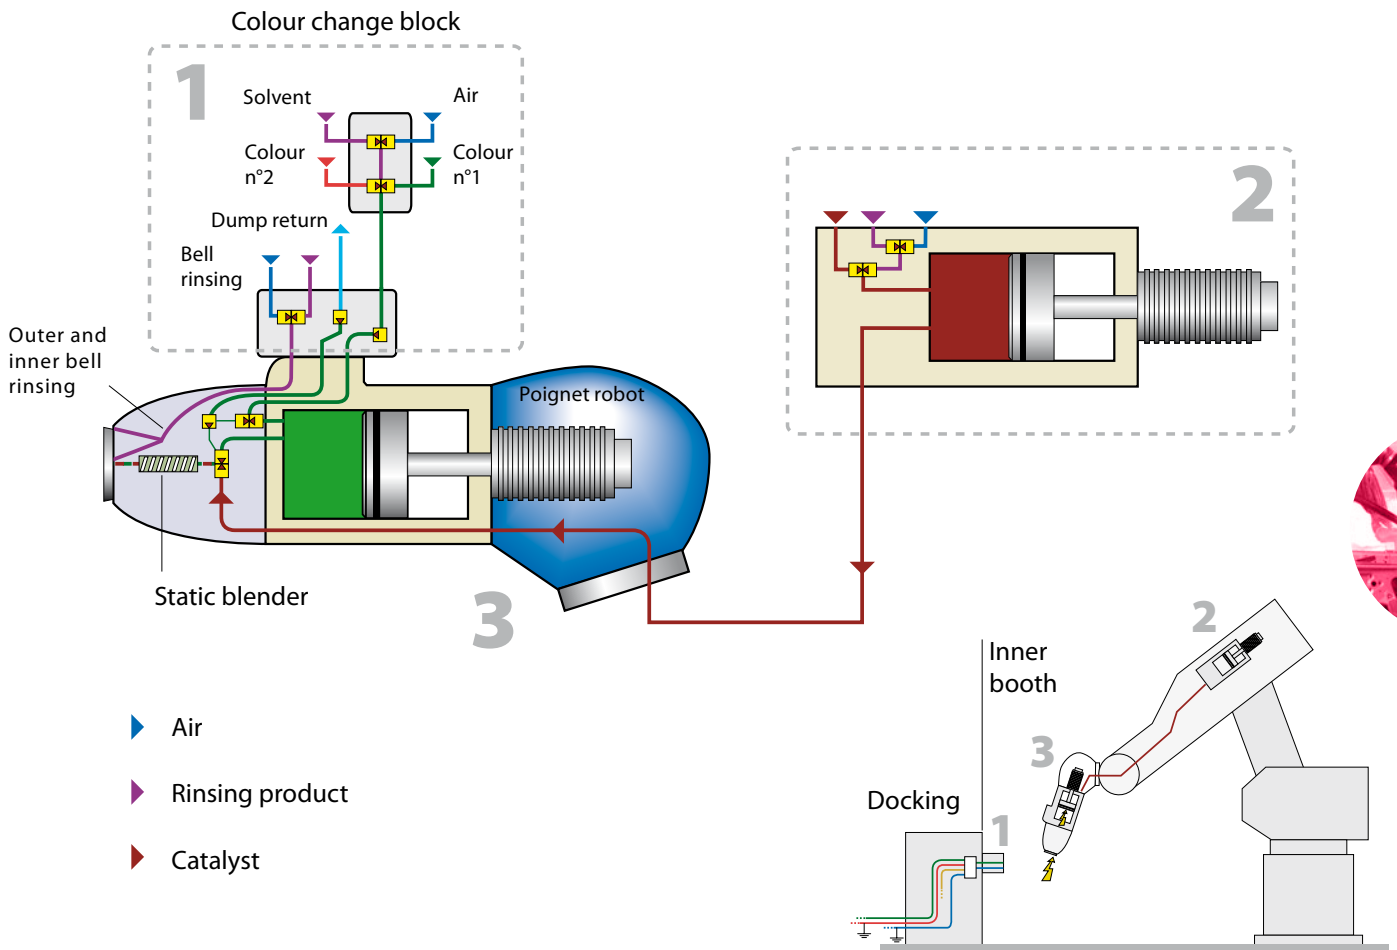 Colour change block
1
Solvent
Air
Colour
n°2
Colour
n°1
Dump return
Bell
rinsing
Outer and
inner bell
rinsing
2
Poignet robot
Static blender
3
Air
Rinsing product
Catalyst
Inner
booth
Docking
1
2
3